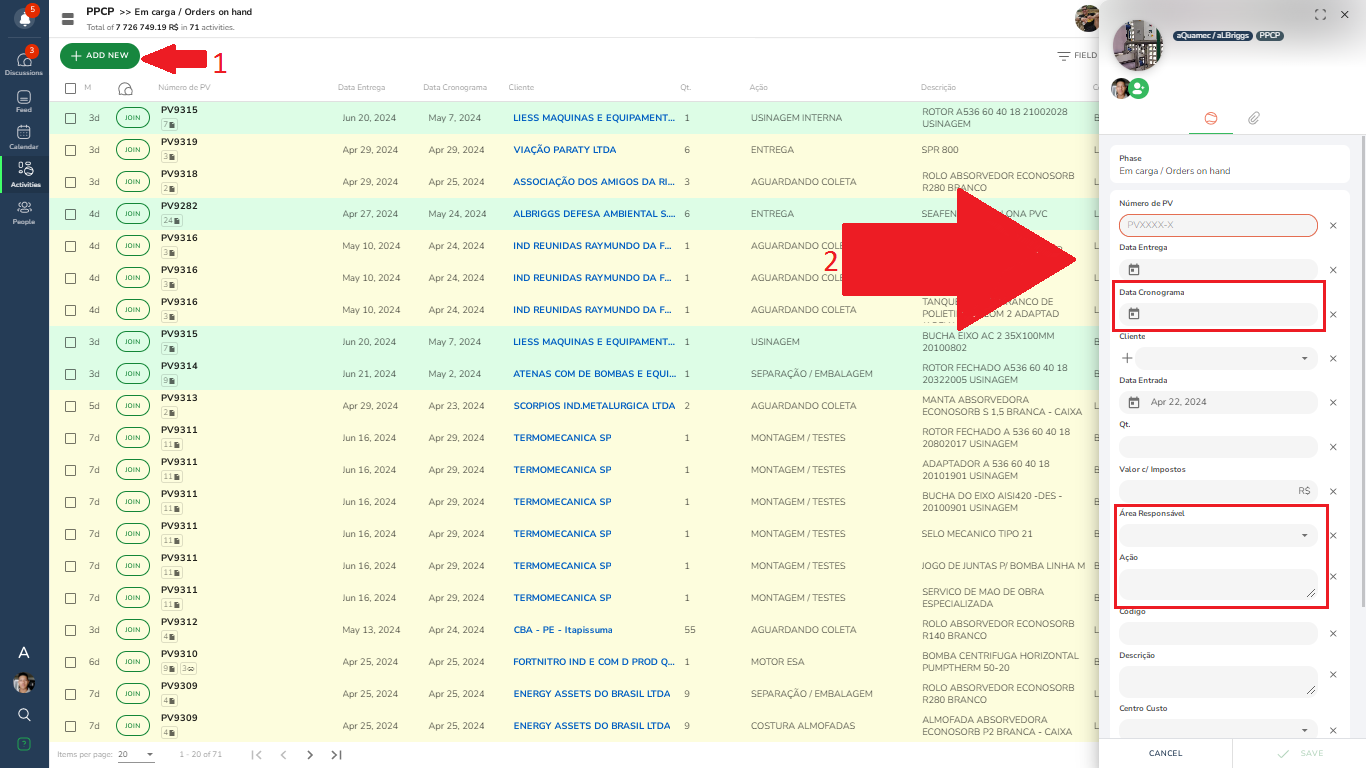 5
PPCP >> Em carga / Orders on hand
Total of 7 726 749.19 R$ in 71 activities.
ADD NEW
1
FIELD
3
Discussions
Feed
Calendar
Activities
People
A
M Número de PV Data Entrega Data Cronograma Cliente Qt. Ação Descrição
3d JOIN PV9315 7 Jun 20, 2024 May 7, 2024 LIESS MAQUINAS E EQUIPAMENT... 1 USINAGEM INTERNA ROTOR A536 60 40 18 21002028
USINAGEM
3d JOIN PV9319 3 Apr 29, 2024 Apr 29, 2024 VIAÇÃO PARATY LTDA 6 ENTREGA SPR 800
3d JOIN PV9318 2 Apr 29, 2024 Apr 25, 2024 ASSOCIAÇÃO DOS AMIGOS DA RI... 3 AGUARDANDO COLETA ROLO ABSORVEDOR ECONOSORB
R280 BRANCO
4d JOIN PV9282 24 Apr 27, 2024 May 24, 2024 ALBRIGGS DEFESA AMBIENTAL S.... 6 ENTREGA SEAFEN LONA PVC
4d JOIN PV9316 3 May 10, 2024 Apr 24, 2024 IND REUNIDAS RAYMUNDO DA F... 1 AGUARDANDO COLE
2
4d JOIN PV9316 3 May 10, 2024 Apr 24, 2024 IND REUNIDAS RAYMUNDO DA F... 1 AGUARDANDO COLE
4d JOIN PV9316 3 May 10, 2024 Apr 24, 2024 IND REUNIDAS RAYMUNDO DA F... 1 AGUARDANDO COLETA TANQUE RANCO DE
POLIETI COM 2 ADAPTAD
3d JOIN PV9315 7 Jun 20, 2024 May 7, 2024 LIESS MAQUINAS E EQUIPAMENT... 1 USINAGEM BUCHA EIXO AC 2 35X100MM
20100802
3d JOIN PV9314 9 Jun 21, 2024 May 2, 2024 ATENAS COM DE BOMBAS E EQUI... 1 SEPARAÇÃO / EMBALAGEM ROTOR FECHADO A536 60 40 18
20322005 USINAGEM
5d JOIN PV9313 2 Apr 29, 2024 Apr 23, 2024 SCORPIOS IND.METALURGICA LTDA 2 AGUARDANDO COLETA MANTA ABSORVEDORA
ECONOSORB S 1,5 BRANCA - CAIXA
7d JOIN PV9311 11 Jun 16, 2024 Apr 29, 2024 TERMOMECANICA SP 1 MONTAGEM / TESTES ROTOR FECHADO A 536 60 40 18
20802017 USINAGEM
7d JOIN PV9311 11 Jun 16, 2024 Apr 29, 2024 TERMOMECANICA SP 1 MONTAGEM / TESTES ADAPTADOR A 536 60 40 18
20101901 USINAGEM
7d JOIN PV9311 11 Jun 16, 2024 Apr 29, 2024 TERMOMECANICA SP 1 MONTAGEM / TESTES BUCHA DO EIXO AISI420 -DES -
20100901 USINAGEM
7d JOIN PV9311 11 Jun 16, 2024 Apr 29, 2024 TERMOMECANICA SP 1 MONTAGEM / TESTES SELO MECANICO TIPO 21
7d JOIN PV9311 11 Jun 16, 2024 Apr 29, 2024 TERMOMECANICA SP 1 MONTAGEM / TESTES JOGO DE JUNTAS P/ BOMBA LINHA M
7d JOIN PV9311 11 Jun 16, 2024 Apr 29, 2024 TERMOMECANICA SP 1 MONTAGEM / TESTES SERVICO DE MAO DE OBRA
ESPECIALIZADA
3d JOIN PV9312 4 May 13, 2024 Apr 24, 2024 CBA - PE - Itapissuma 55 AGUARDANDO COLETA ROLO ABSORVEDOR ECONOSORB
R140 BRANCO
6d JOIN PV9310 9 3 Apr 25, 2024 Apr 25, 2024 FORTNITRO IND E COM D PROD Q... 1 MOTOR ESA BOMBA CENTRIFUGA HORIZONTAL
PUMPTHERM 50-20
7d JOIN PV9309 4 Apr 25, 2024 Apr 25, 2024 ENERGY ASSETS DO BRASIL LTDA 9 SEPARAÇÃO / EMBALAGEM ROLO ABSORVEDOR ECONOSORB
R280 BRANCO
7d JOIN PV9309 4 Apr 25, 2024 Apr 25, 2024 ENERGY ASSETS DO BRASIL LTDA 9 COSTURA ALMOFADAS ALMOFADA ABSORVEDORA
ECONOSORB P2 BRANCA - CAIXA
Items per page: 20 1 - 20 of 71
aQuamec / aLBriggs PPCP
Phase
Em carga / Orders on hand
Número de PV
PVXXXX-X
Data Entrega
Data Cronograma
Cliente
Data Entrada
Apr 22, 2024
Qt.
Valor c/ Impostos
R$
Área Responsável
Ação
Código
Descrição
Centro Custo
CANCEL SAVE